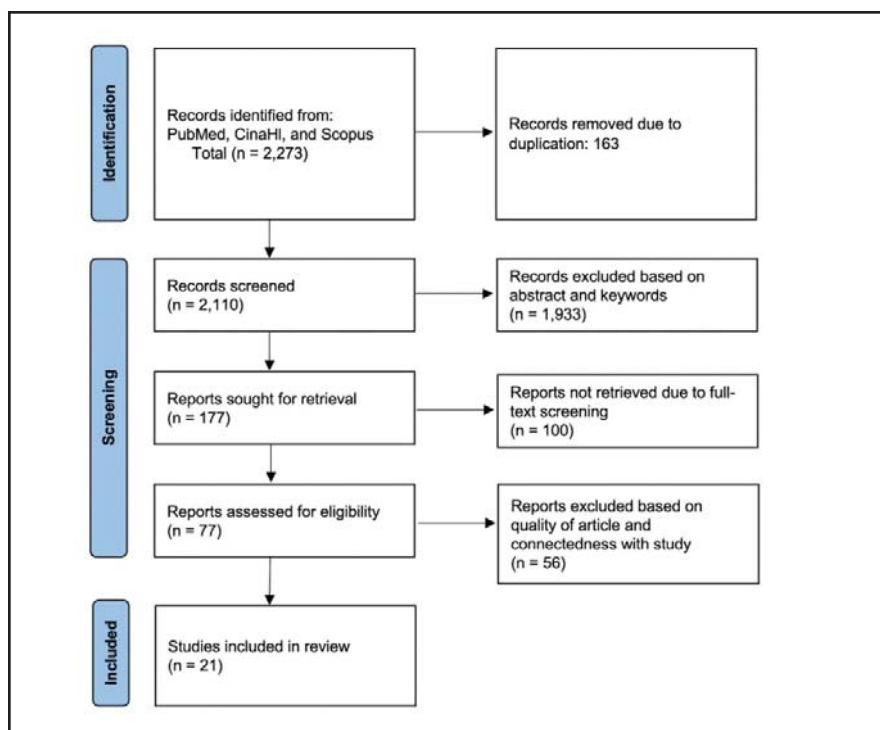 Identification
Records identified from:
PubMed, CinaHl, and Scopus
Total (n = 2,273)
Records removed due to
duplication: 163
Screening
Records screened
(n = 2,110)
Records excluded based on
abstract and keywords
(n = 1,933)
Reports sought for retrieval
(n = 177)
Reports not retrieved due to full-
text screening
(n = 100)
Reports assessed for eligibility
(n = 77)
Reports excluded based on
quality of article and
connectedness with study
(n = 56)
Included
Studies included in review
(n = 21)